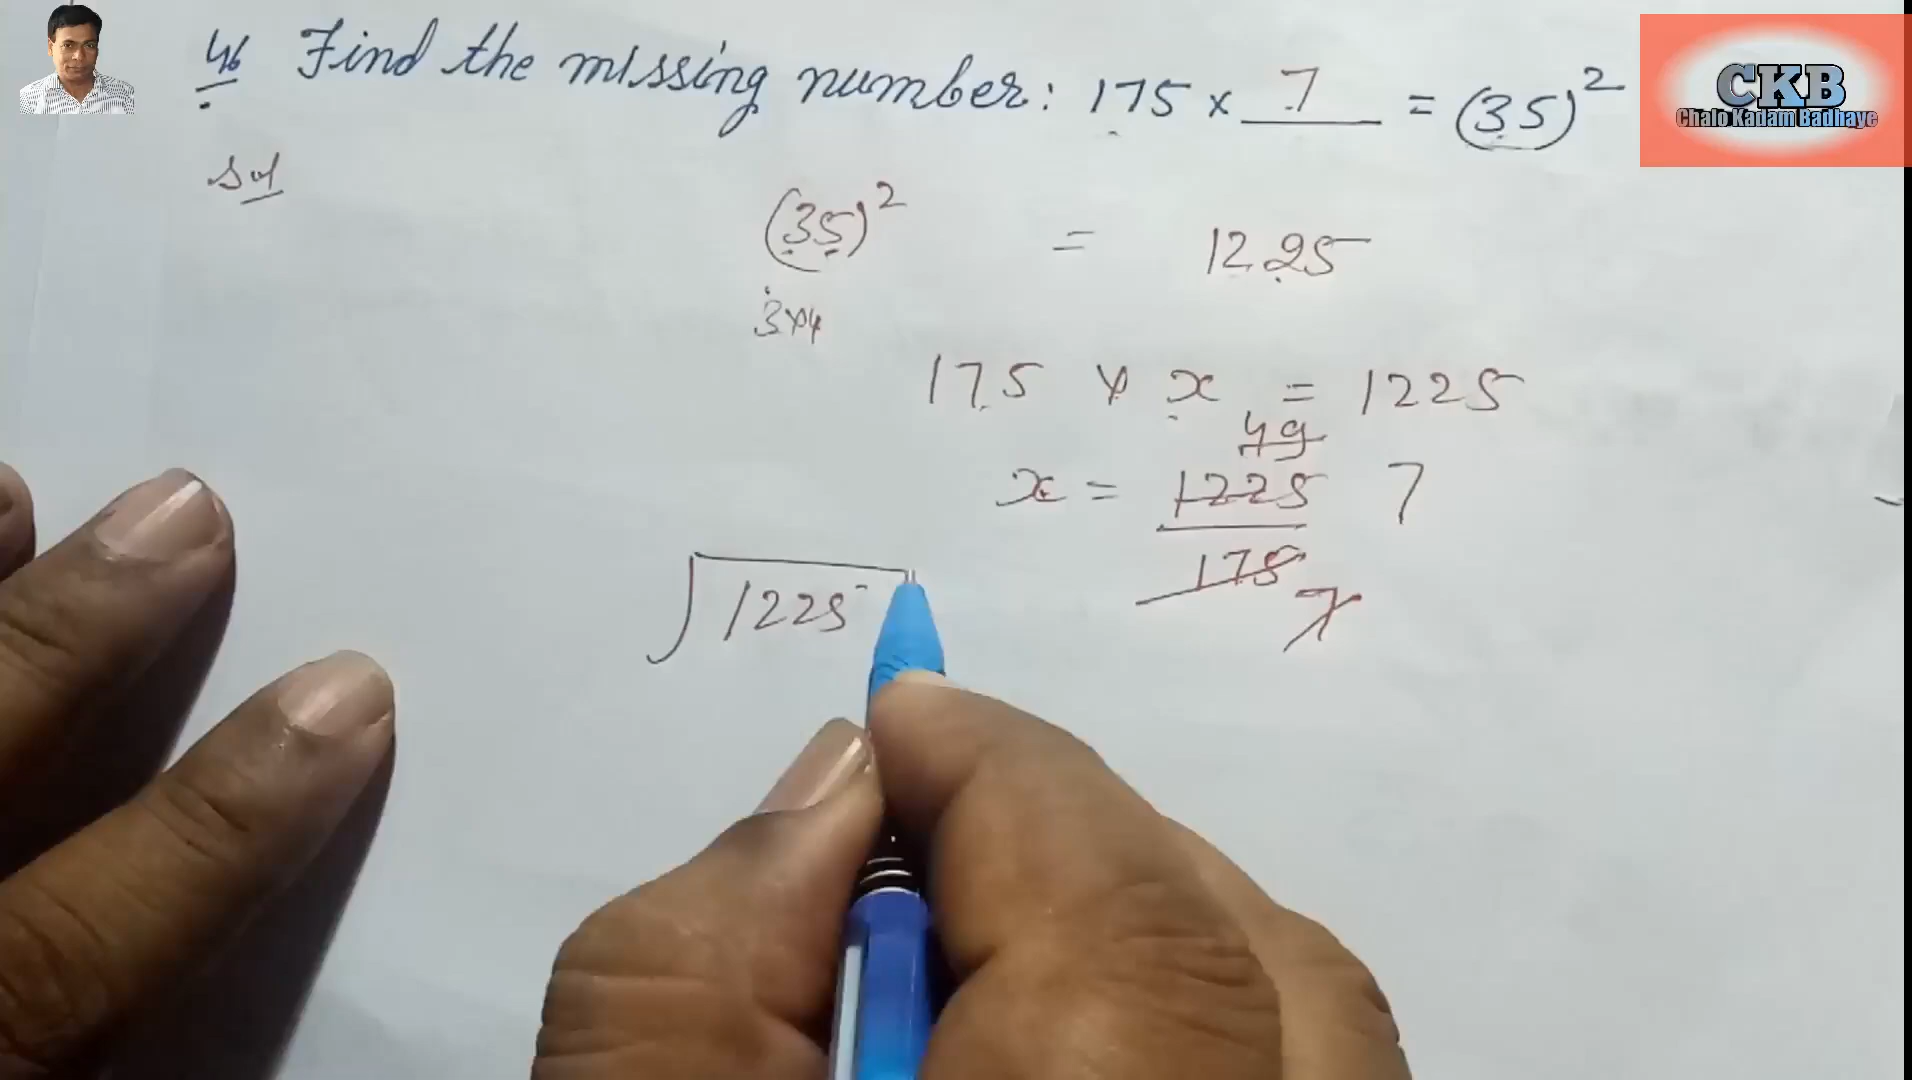 46 Find the missing number: 175 × 7 = (35)²
CKB
Chalo Kadam Badhaye
Sol
(35)² = 1225
3×4
175 × x = 1225
49
x = 1225 7
175
7
√1225